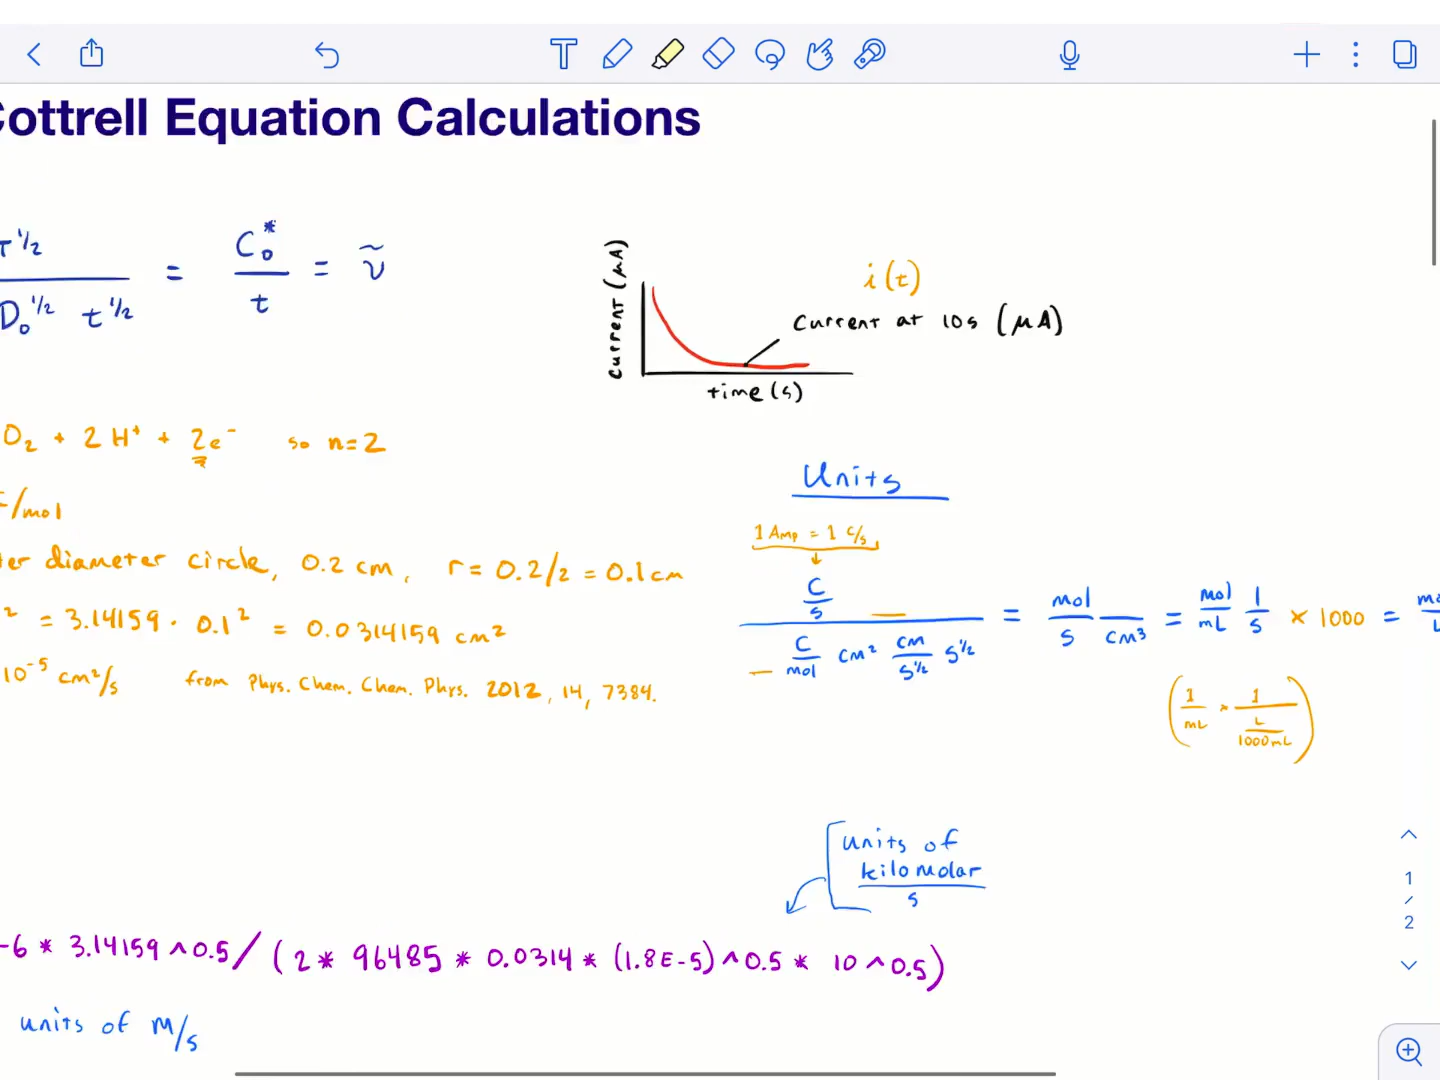 Cottrell Equation Calculations
π^1/2 / D₀^1/2 t^1/2 = C₀* / t = ṽ
current (μA)
i(t)
current at 10s (μA)
time (s)
O₂ + 2H⁺ + 2e⁻ so n=2
C/mol
ter diameter circle, 0.2 cm, r = 0.2/2 = 0.1 cm
² = 3.14159 · 0.1² = 0.0314159 cm²
10⁻⁵ cm²/s from Phys. Chem. Chem. Phys. 2012, 14, 7384.
Units
1 Amp = 1 C/s
C/s / (C/mol cm² cm/s^1/2 s^1/2) = mol/s 1/cm³ = mol/mL 1/s × 1000 =
(1/mL × 1/(L/1000mL))
units of
kilomolar
s
-6 * 3.14159 ^0.5 / (2 * 96485 * 0.0314 * (1.8E-5)^0.5 * 10^0.5)
units of M/s
1
/
2